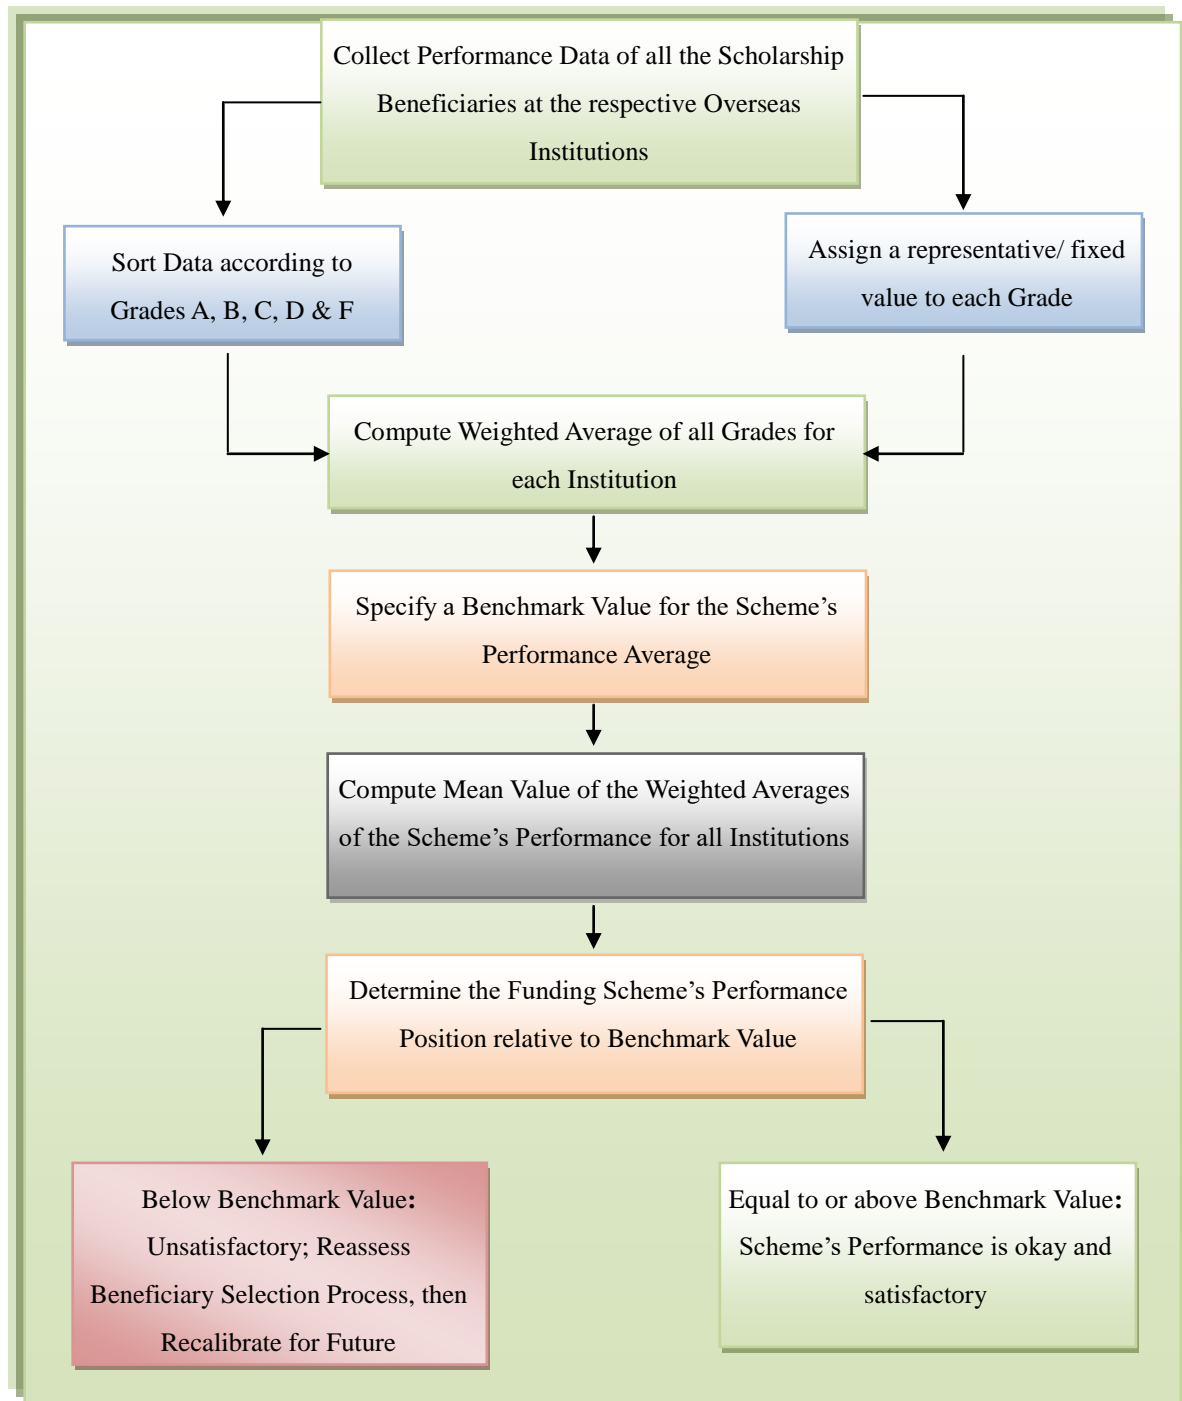 Collect Performance Data of all the Scholarship
Beneficiaries at the respective Overseas
Institutions
Sort Data according to
Grades A, B, C, D & F
Assign a representative/ fixed
value to each Grade
Compute Weighted Average of all Grades for
each Institution
Specify a Benchmark Value for the Scheme’s
Performance Average
Compute Mean Value of the Weighted Averages
of the Scheme’s Performance for all Institutions
Determine the Funding Scheme’s Performance
Position relative to Benchmark Value
Below Benchmark Value:
Unsatisfactory; Reassess
Beneficiary Selection Process, then
Recalibrate for Future
Equal to or above Benchmark Value:
Scheme’s Performance is okay and
satisfactory